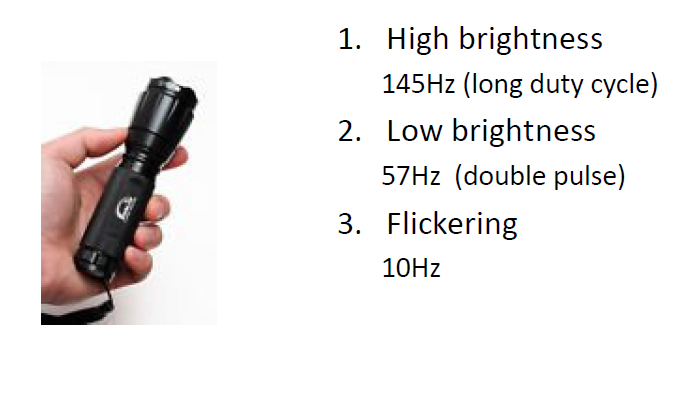 1. High brightness
145Hz (long duty cycle)
2. Low brightness
57Hz (double pulse)
3. Flickering
10Hz